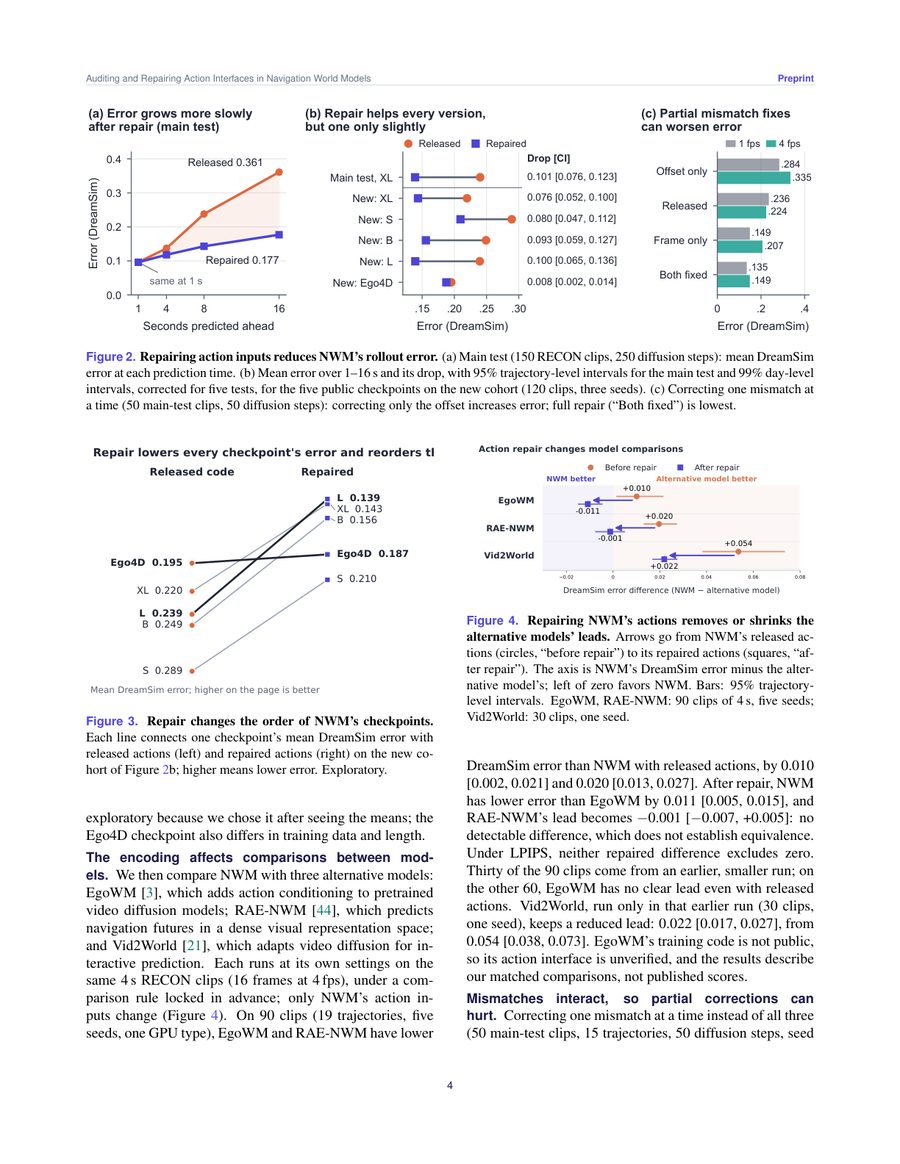 Auditing and Repairing Action Interfaces in Navigation World Models
Preprint
(a) Error grows more slowly
after repair (main test)
Released 0.361
Repaired 0.177
same at 1 s
0.4
0.3
0.2
0.1
0.0
Error (DreamSim)
1 4 8 16
Seconds predicted ahead
(b) Repair helps every version,
but one only slightly
Released Repaired
Drop [CI]
Main test, XL 0.101 [0.076, 0.123]
New: XL 0.076 [0.052, 0.100]
New: S 0.080 [0.047, 0.112]
New: B 0.093 [0.059, 0.127]
New: L 0.100 [0.065, 0.136]
New: Ego4D 0.008 [0.002, 0.014]
.15 .20 .25 .30
Error (DreamSim)
(c) Partial mismatch fixes
can worsen error
1 fps 4 fps
Offset only .284 .335
Released .236 .224
Frame only .149 .207
Both fixed .135 .149
0 .2 .4
Error (DreamSim)
Figure 2. Repairing action inputs reduces NWM's rollout error. (a) Main test (150 RECON clips, 250 diffusion steps): mean DreamSim
error at each prediction time. (b) Mean error over 1–16 s and its drop, with 95% trajectory-level intervals for the main test and 99% day-level
intervals, corrected for five tests, for the five public checkpoints on the new cohort (120 clips, three seeds). (c) Correcting one mismatch at
a time (50 main-test clips, 50 diffusion steps): correcting only the offset increases error; full repair (“Both fixed”) is lowest.
Repair lowers every checkpoint's error and reorders tl
Released code Repaired
L 0.139
XL 0.143
B 0.156
Ego4D 0.195
Ego4D 0.187
S 0.210
XL 0.220
L 0.239
B 0.249
S 0.289
Mean DreamSim error; higher on the page is better
Figure 3. Repair changes the order of NWM's checkpoints.
Each line connects one checkpoint's mean DreamSim error with
released actions (left) and repaired actions (right) on the new co-
hort of Figure 2b; higher means lower error. Exploratory.
exploratory because we chose it after seeing the means; the
Ego4D checkpoint also differs in training data and length.
The encoding affects comparisons between mod-
els. We then compare NWM with three alternative models:
EgoWM [3], which adds action conditioning to pretrained
video diffusion models; RAE-NWM [44], which predicts
navigation futures in a dense visual representation space;
and Vid2World [21], which adapts video diffusion for in-
teractive prediction. Each runs at its own settings on the
same 4 s RECON clips (16 frames at 4 fps), under a com-
parison rule locked in advance; only NWM's action in-
puts change (Figure 4). On 90 clips (19 trajectories, five
seeds, one GPU type), EgoWM and RAE-NWM have lower
Action repair changes model comparisons
Before repair After repair
NWM better Alternative model better
EgoWM +0.010 -0.011
RAE-NWM +0.020 -0.001
Vid2World +0.054 +0.022
−0.02 0 0.02 0.04 0.06 0.08
DreamSim error difference (NWM − alternative model)
Figure 4. Repairing NWM's actions removes or shrinks the
alternative models' leads. Arrows go from NWM's released ac-
tions (circles, “before repair”) to its repaired actions (squares, “af-
ter repair”). The axis is NWM's DreamSim error minus the alter-
native model's; left of zero favors NWM. Bars: 95% trajectory-
level intervals. EgoWM, RAE-NWM: 90 clips of 4 s, five seeds;
Vid2World: 30 clips, one seed.
DreamSim error than NWM with released actions, by 0.010
[0.002, 0.021] and 0.020 [0.013, 0.027]. After repair, NWM
has lower error than EgoWM by 0.011 [0.005, 0.015], and
RAE-NWM's lead becomes −0.001 [−0.007, +0.005]: no
detectable difference, which does not establish equivalence.
Under LPIPS, neither repaired difference excludes zero.
Thirty of the 90 clips come from an earlier, smaller run; on
the other 60, EgoWM has no clear lead even with released
actions. Vid2World, run only in that earlier run (30 clips,
one seed), keeps a reduced lead: 0.022 [0.017, 0.027], from
0.054 [0.038, 0.073]. EgoWM's training code is not public,
so its action interface is unverified, and the results describe
our matched comparisons, not published scores.
Mismatches interact, so partial corrections can
hurt. Correcting one mismatch at a time instead of all three
(50 main-test clips, 15 trajectories, 50 diffusion steps, seed
4